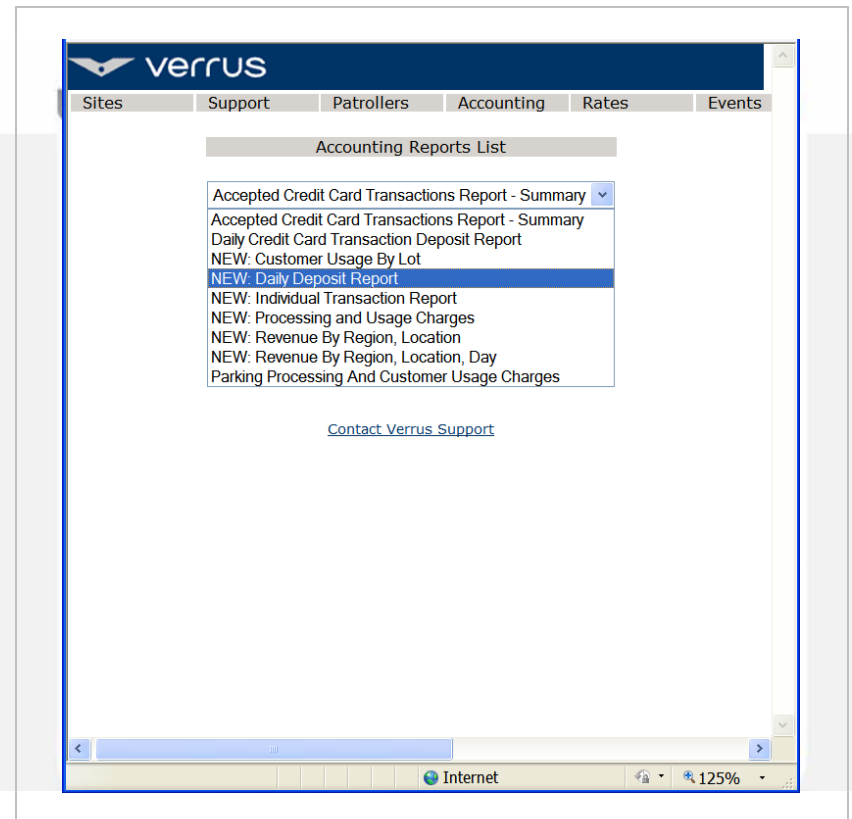 verrus
Sites Support Patrollers Accounting Rates Events
Accounting Reports List
Accepted Credit Card Transactions Report - Summary
Accepted Credit Card Transactions Report - Summary
Daily Credit Card Transaction Deposit Report
NEW: Customer Usage By Lot
NEW: Daily Deposit Report
NEW: Individual Transaction Report
NEW: Processing and Usage Charges
NEW: Revenue By Region, Location
NEW: Revenue By Region, Location, Day
Parking Processing And Customer Usage Charges
Contact Verrus Support
Internet 125%